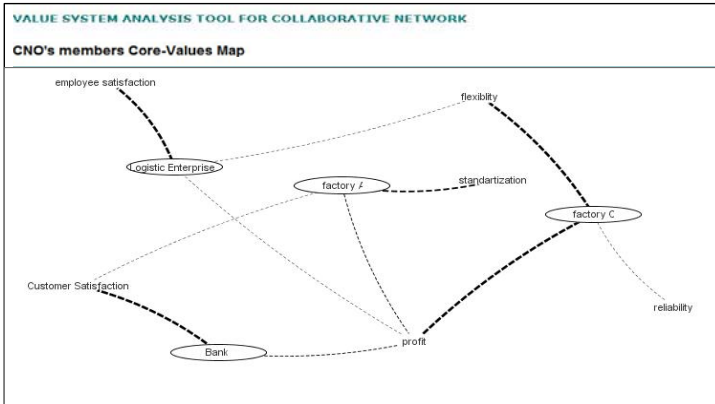 VALUE SYSTEM ANALYSIS TOOL FOR COLLABORATIVE NETWORK
CNO's members Core-Values Map
employee satisfaction
flexiblity
Logistic Enterprise
factory A
standartization
factory C
Customer Satisfaction
reliability
profit
Bank